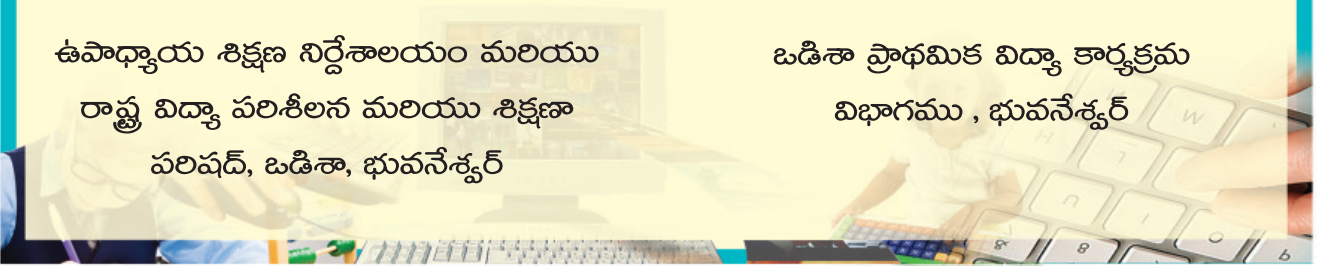 ఉపాధ్యాయ శిక్షణ నిర్దేశాలయం మరియు
రాష్ట్ర విద్యా పరిశీలన మరియు శిక్షణా
పరిషద్, ఒడిశా, భువనేశ్వర్
ఒడిశా ప్రాథమిక విద్యా కార్యక్రమ
విభాగము , భువనేశ్వర్